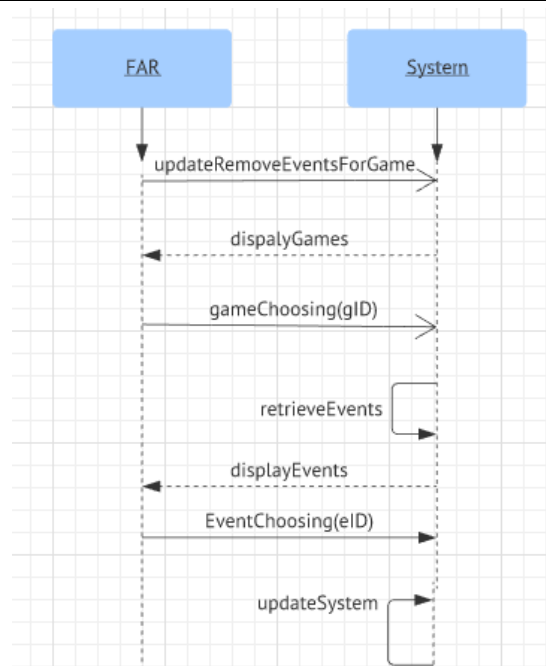 FAR
System
updateRemoveEventsForGame
dispalyGames
gameChoosing(gID)
retrieveEvents
displayEvents
EventChoosing(eID)
updateSystem